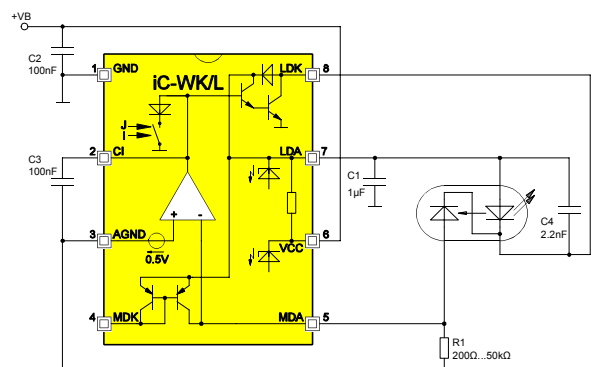 +VB
C2
100nF
1 GND
iC-WK/L
LDK 8
J
I
2 CI
LDA 7
C3
100nF
C1
1µF
C4
2.2nF
+ -
3 AGND
0.5V
VCC 6
4 MDK
MDA 5
R1
200Ω...50kΩ